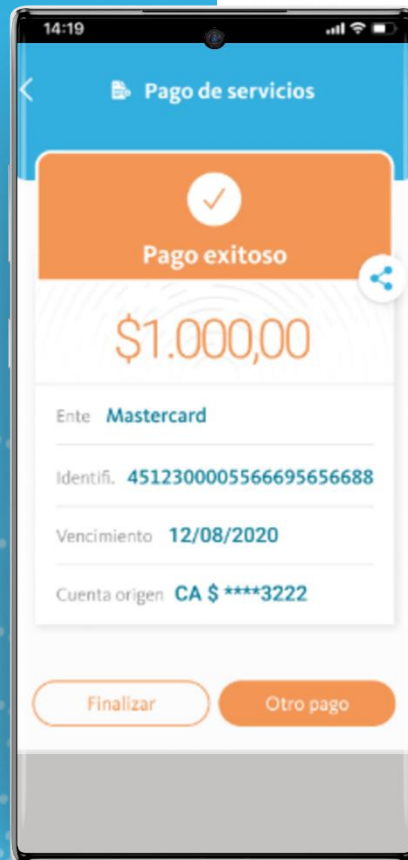 14:19
Pago de servicios
Pago exitoso
$1.000,00
Ente Mastercard
Identifi. 4512300005566695656688
Vencimiento 12/08/2020
Cuenta origen CA $ ****3222
Finalizar
Otro pago